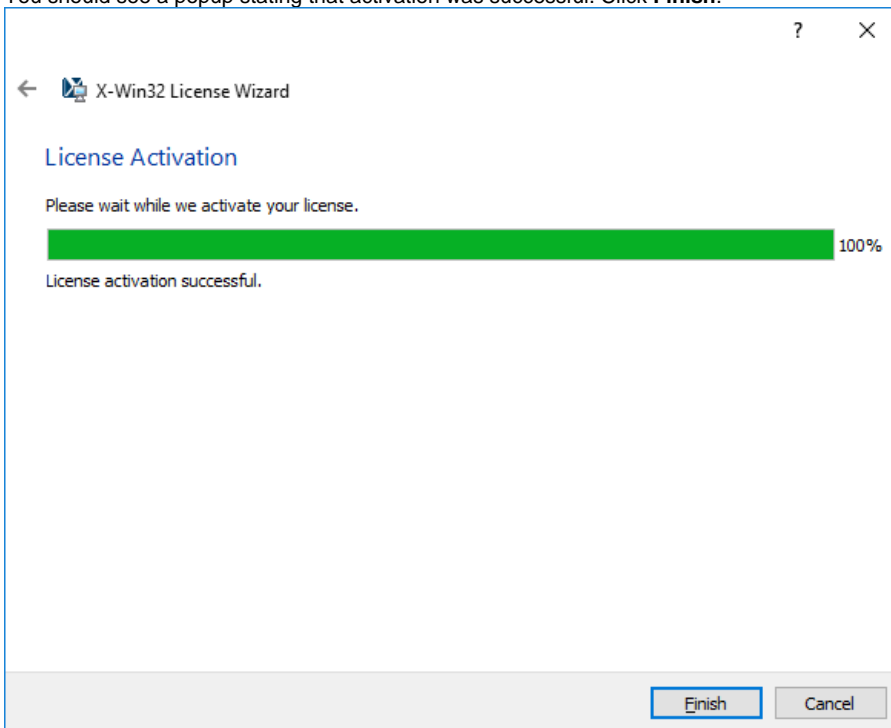 You should see a popup stating that activation was successful. Click Finish.
? ×
← X-Win32 License Wizard
License Activation
Please wait while we activate your license.
100%
License activation successful.
Finish Cancel